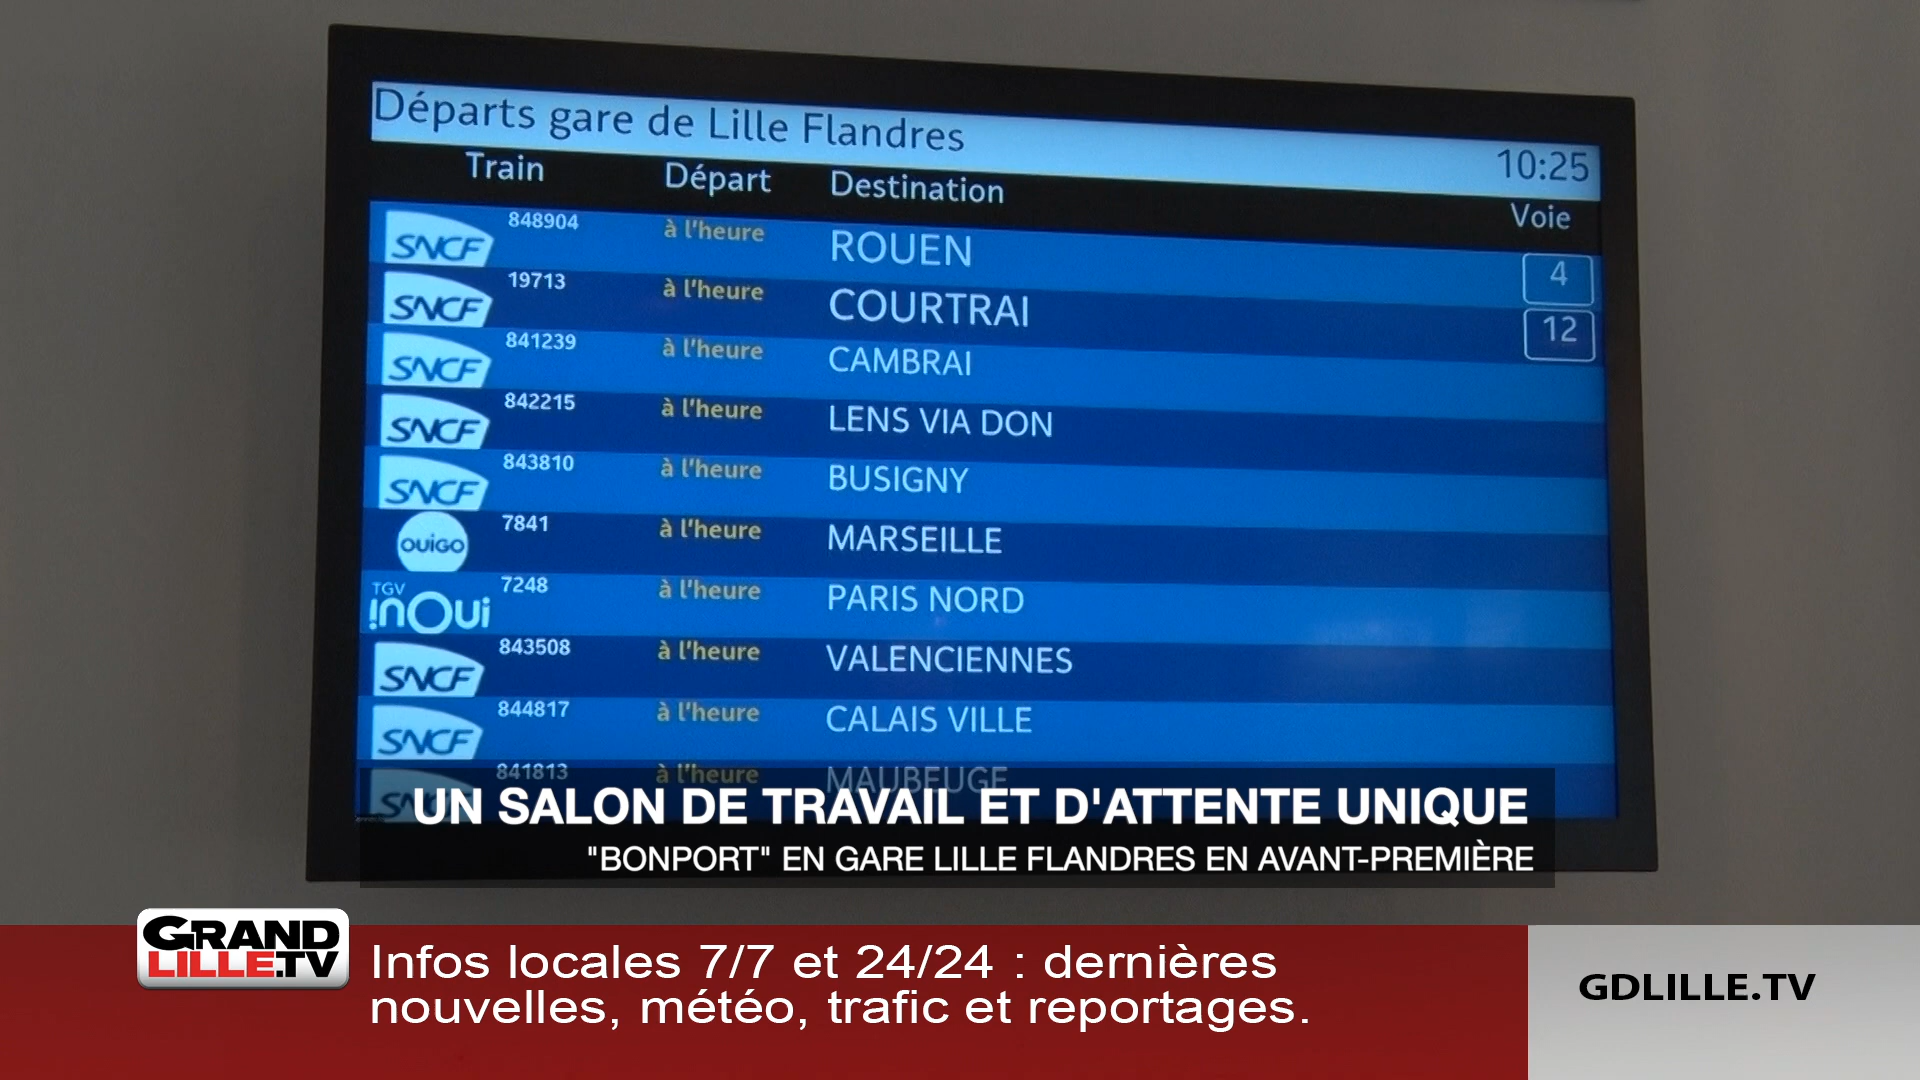 Départs gare de Lille Flandres 10:25
Train Départ Destination Voie
SNCF 848904 à l'heure ROUEN 4
SNCF 19713 à l'heure COURTRAI 12
SNCF 841239 à l'heure CAMBRAI
SNCF 842215 à l'heure LENS VIA DON
SNCF 843810 à l'heure BUSIGNY
OUIGO 7841 à l'heure MARSEILLE
TGV inOui 7248 à l'heure PARIS NORD
SNCF 843508 à l'heure VALENCIENNES
SNCF 844817 à l'heure CALAIS VILLE
SNCF 841813 à l'heure MAUBEUGE
UN SALON DE TRAVAIL ET D'ATTENTE UNIQUE
"BONPORT" EN GARE LILLE FLANDRES EN AVANT-PREMIÈRE
GRAND
LILLE.TV
Infos locales 7/7 et 24/24 : dernières
nouvelles, météo, trafic et reportages.
GDLILLE.TV